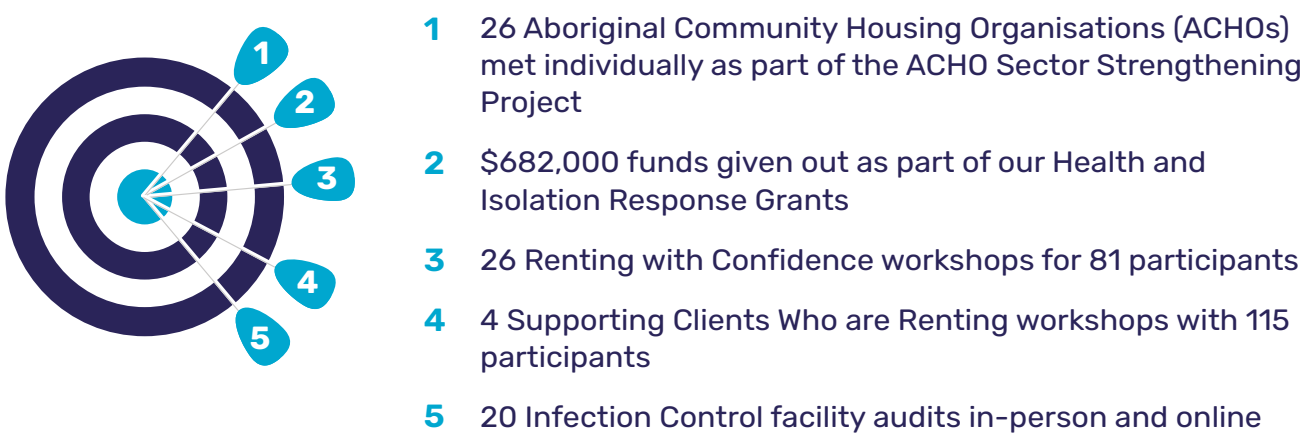 1
2
3
4
5
1 26 Aboriginal Community Housing Organisations (ACHOs)
met individually as part of the ACHO Sector Strengthening
Project
2 $682,000 funds given out as part of our Health and
Isolation Response Grants
3 26 Renting with Confidence workshops for 81 participants
4 4 Supporting Clients Who are Renting workshops with 115
participants
5 20 Infection Control facility audits in-person and online